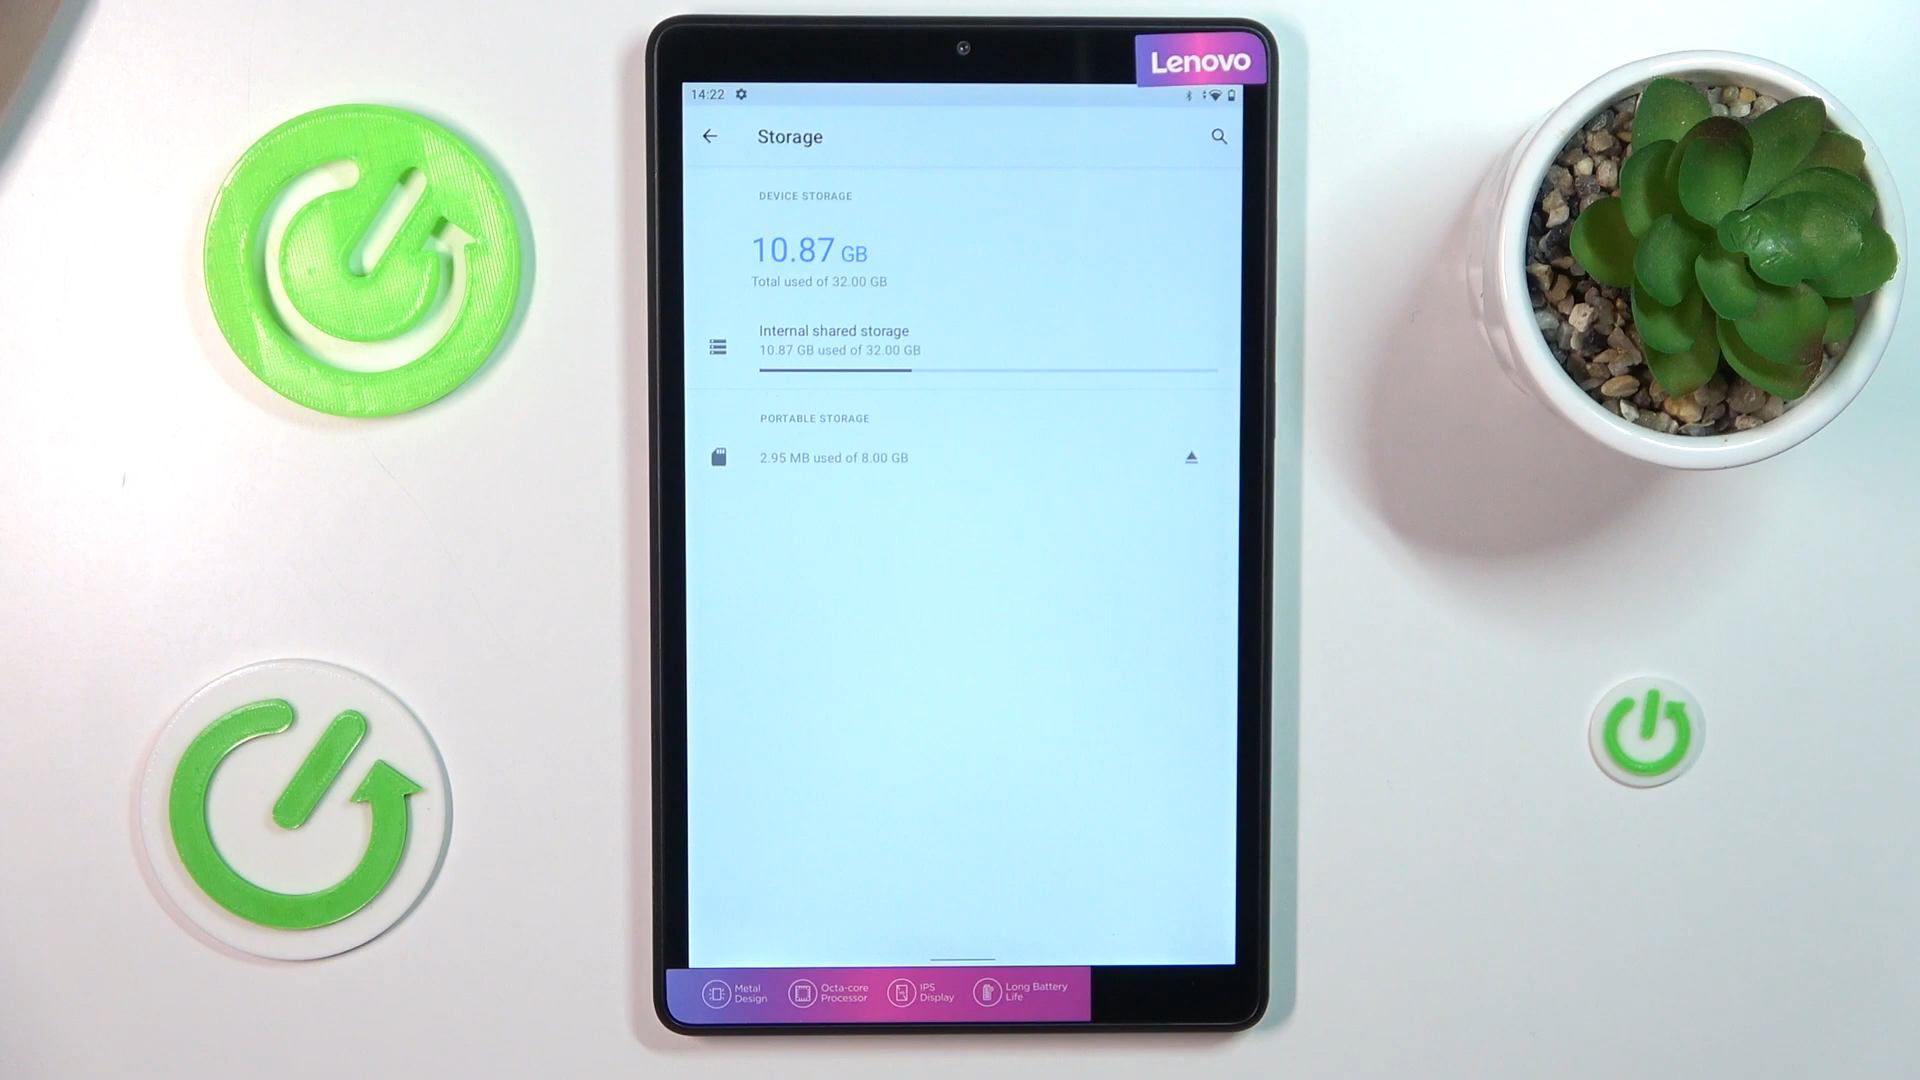 Lenovo
14:22
Storage
DEVICE STORAGE
10.87 GB
Total used of 32.00 GB
Internal shared storage
10.87 GB used of 32.00 GB
PORTABLE STORAGE
2.95 MB used of 8.00 GB
Metal
Design
Octa-core
Processor
IPS
Display
Long Battery
Life